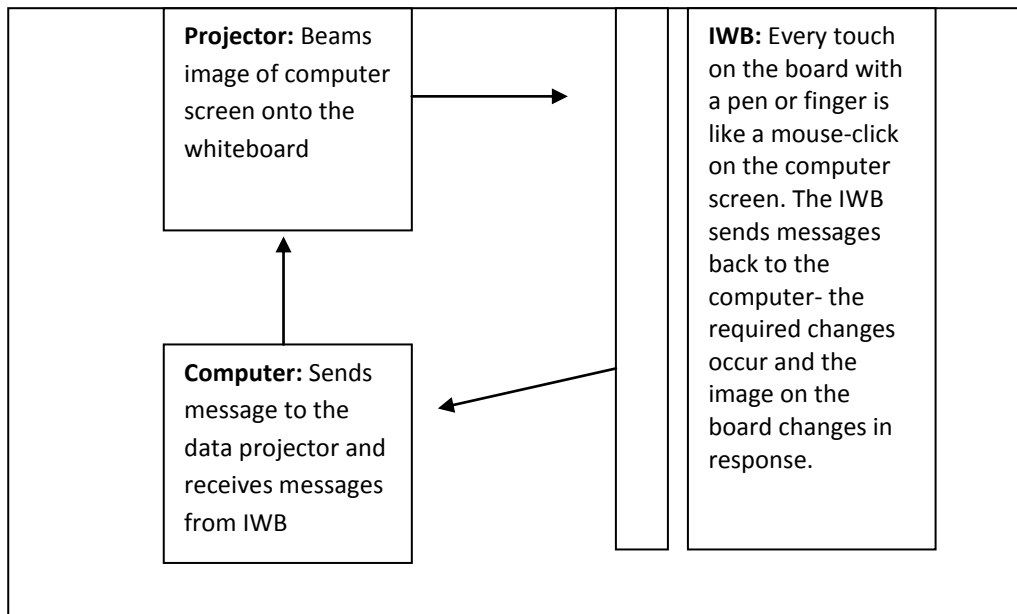 Projector: Beams
image of computer
screen onto the
whiteboard
IWB: Every touch
on the board with
a pen or finger is
like a mouse-click
on the computer
screen. The IWB
sends messages
back to the
computer- the
required changes
occur and the
image on the
board changes in
response.
Computer: Sends
message to the
data projector and
receives messages
from IWB